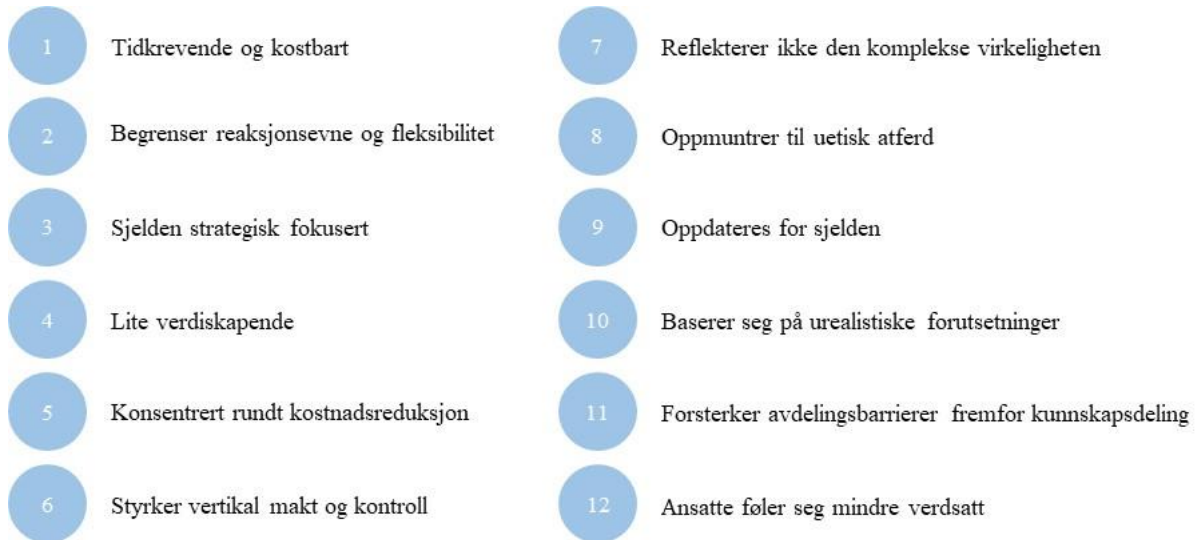 1 Tidkrevende og kostbart
2 Begrenser reaksjonsevne og fleksibilitet
3 Sjelden strategisk fokusert
4 Lite verdiskapende
5 Konsentrert rundt kostnadsreduksjon
6 Styrker vertikal makt og kontroll
7 Reflekterer ikke den komplekse virkeligheten
8 Oppmuntrer til uetisk atferd
9 Oppdateres for sjelden
10 Baserer seg på urealistiske forutsetninger
11 Forsterker avdelingsbarrierer fremfor kunnskapsdeling
12 Ansatte føler seg mindre verdsatt